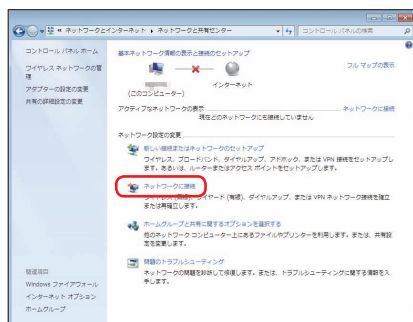 « ネットワークとインターネット ▸ ネットワークと共有センター
コントロール パネルの検索
コントロール パネル ホーム
ワイヤレス ネットワークの管理
アダプターの設定の変更
共有の詳細設定の変更
基本ネットワーク情報の表示と接続のセットアップ
フル マップの表示
(このコンピューター)
インターネット
アクティブなネットワークの表示
ネットワークに接続
現在どのネットワークにも接続していません
ネットワーク設定の変更
新しい接続またはネットワークのセットアップ
ワイヤレス、ブロードバンド、ダイヤルアップ、アドホック、または VPN 接続をセットアップし
ます。あるいは、ルーターまたはアクセス ポイントをセットアップします。
ネットワークに接続
ワイヤレス (無線)、ワイヤード (有線)、ダイヤルアップ、または VPN ネットワーク接続を確立
または再確立します。
ホームグループと共有に関するオプションを選択する
他のネットワーク コンピューター上にあるファイルやプリンターを利用します。または、共有設
定を変更します。
問題のトラブルシューティング
ネットワークの問題を診断して修復します。または、トラブルシューティングに関する情報を入
手します。
関連項目
Windows ファイアウォール
インターネット オプション
ホームグループ